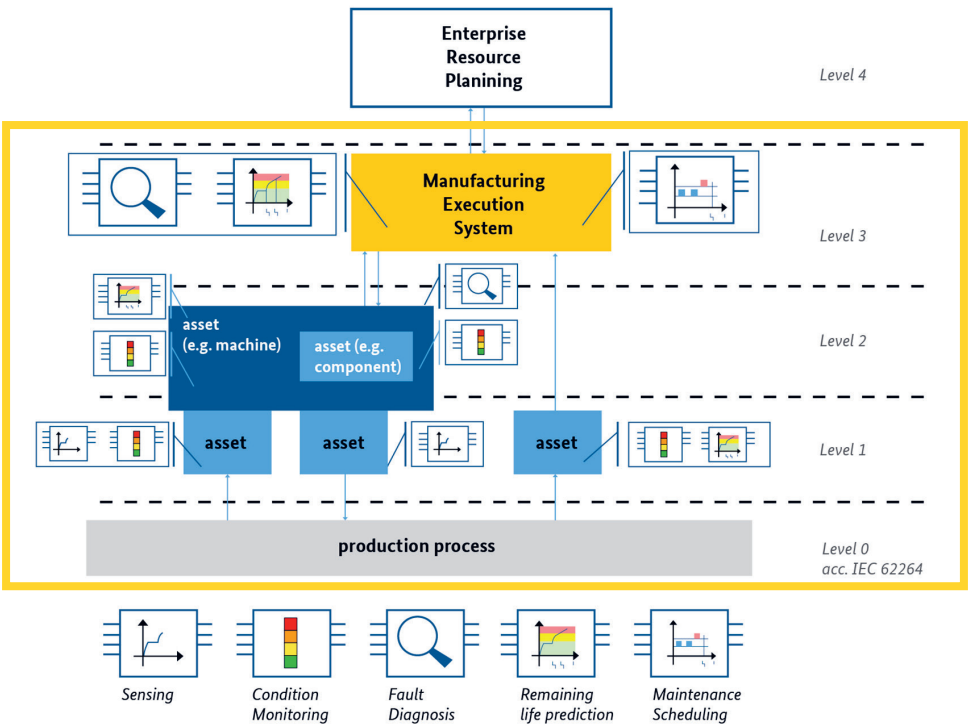 Enterprise
Resource
Planining
Level 4
Manufacturing
Execution
System
Level 3
asset
(e.g. machine)
asset (e.g.
component)
Level 2
asset
asset
asset
Level 1
production process
Level 0
acc. IEC 62264
Sensing
Condition
Monitoring
Fault
Diagnosis
Remaining
life prediction
Maintenance
Scheduling